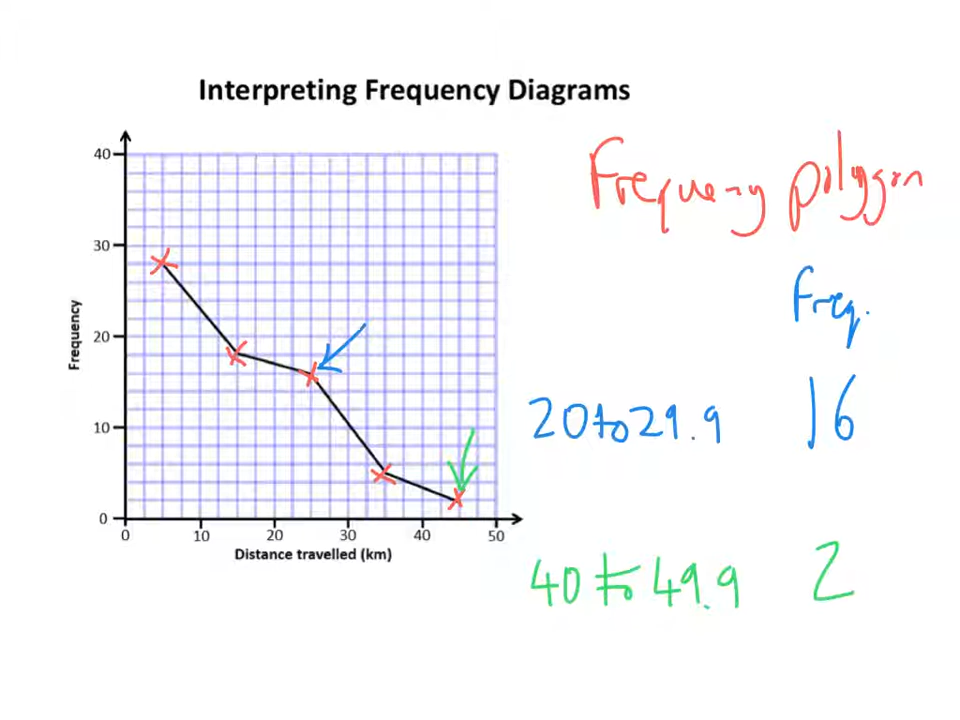 Interpreting Frequency Diagrams
Frequency polygon
Freq.
20 to 29.9 16
40 to 49.9 2
Frequency
40
30
20
10
0
0 10 20 30 40 50
Distance travelled (km)